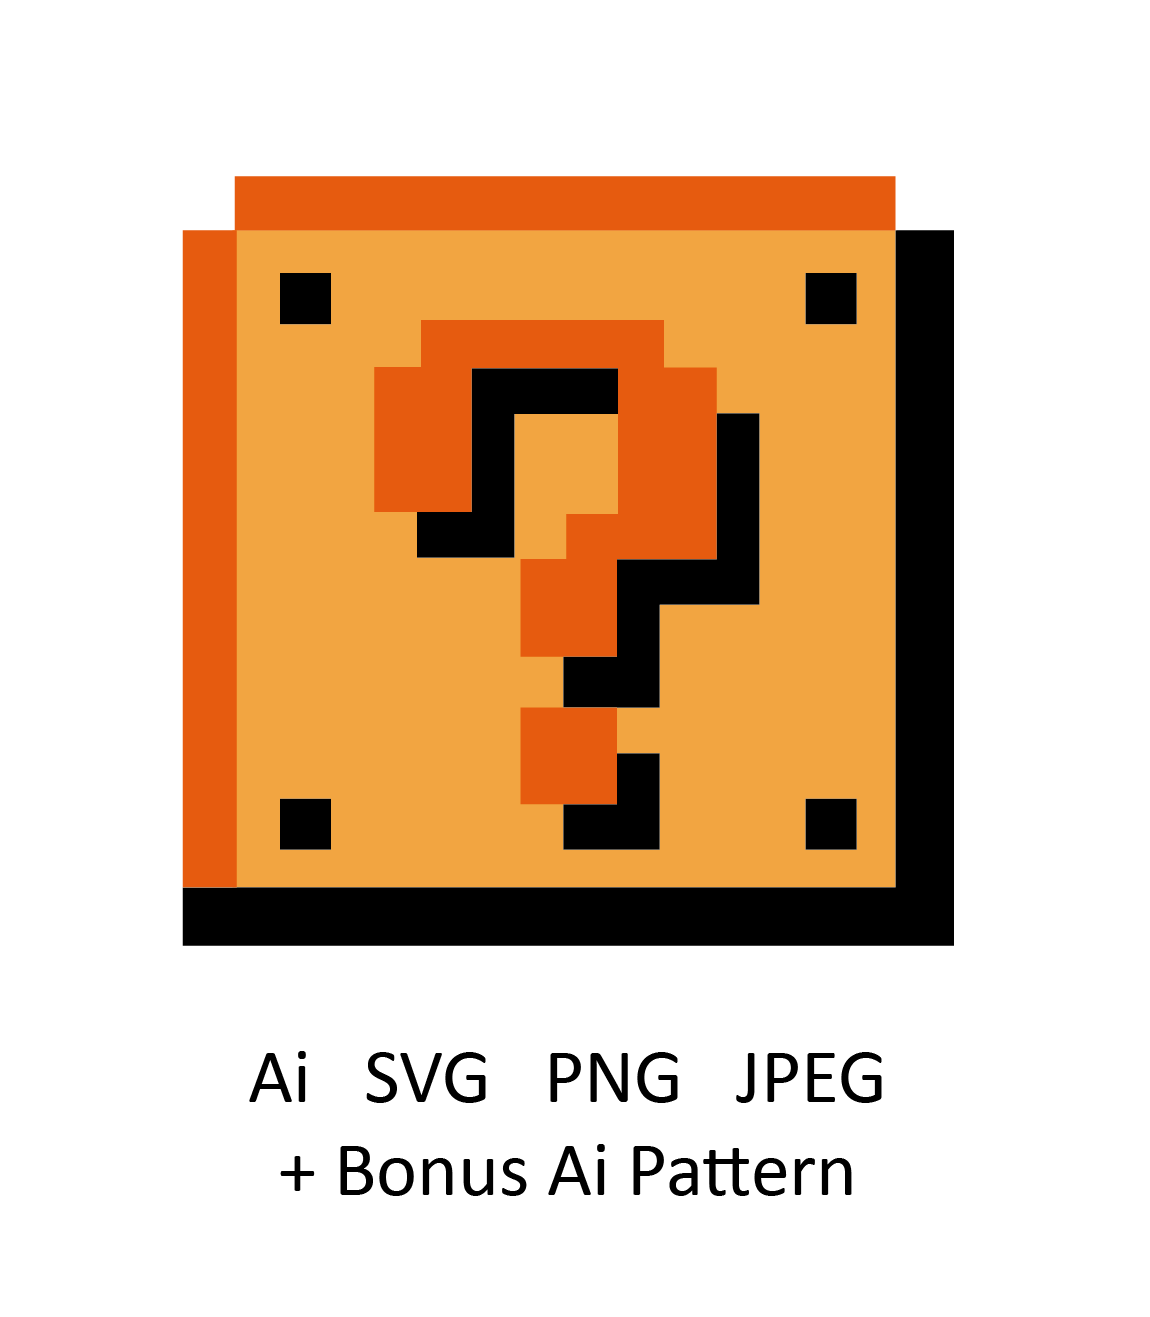 ?
Ai SVG PNG JPEG
+ Bonus Ai Pattern